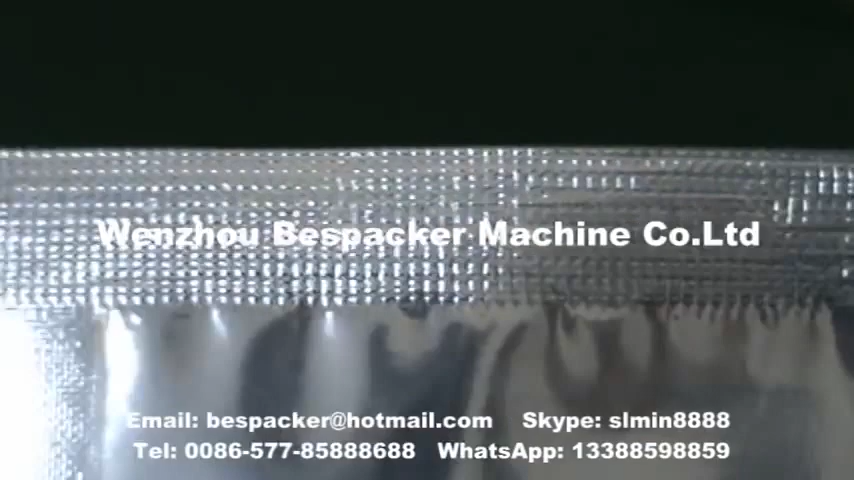 Wenzhou Bespacker Machine Co.Ltd
Email: bespacker@hotmail.com Skype: slmin8888
Tel: 0086-577-85888688 WhatsApp: 13388598859